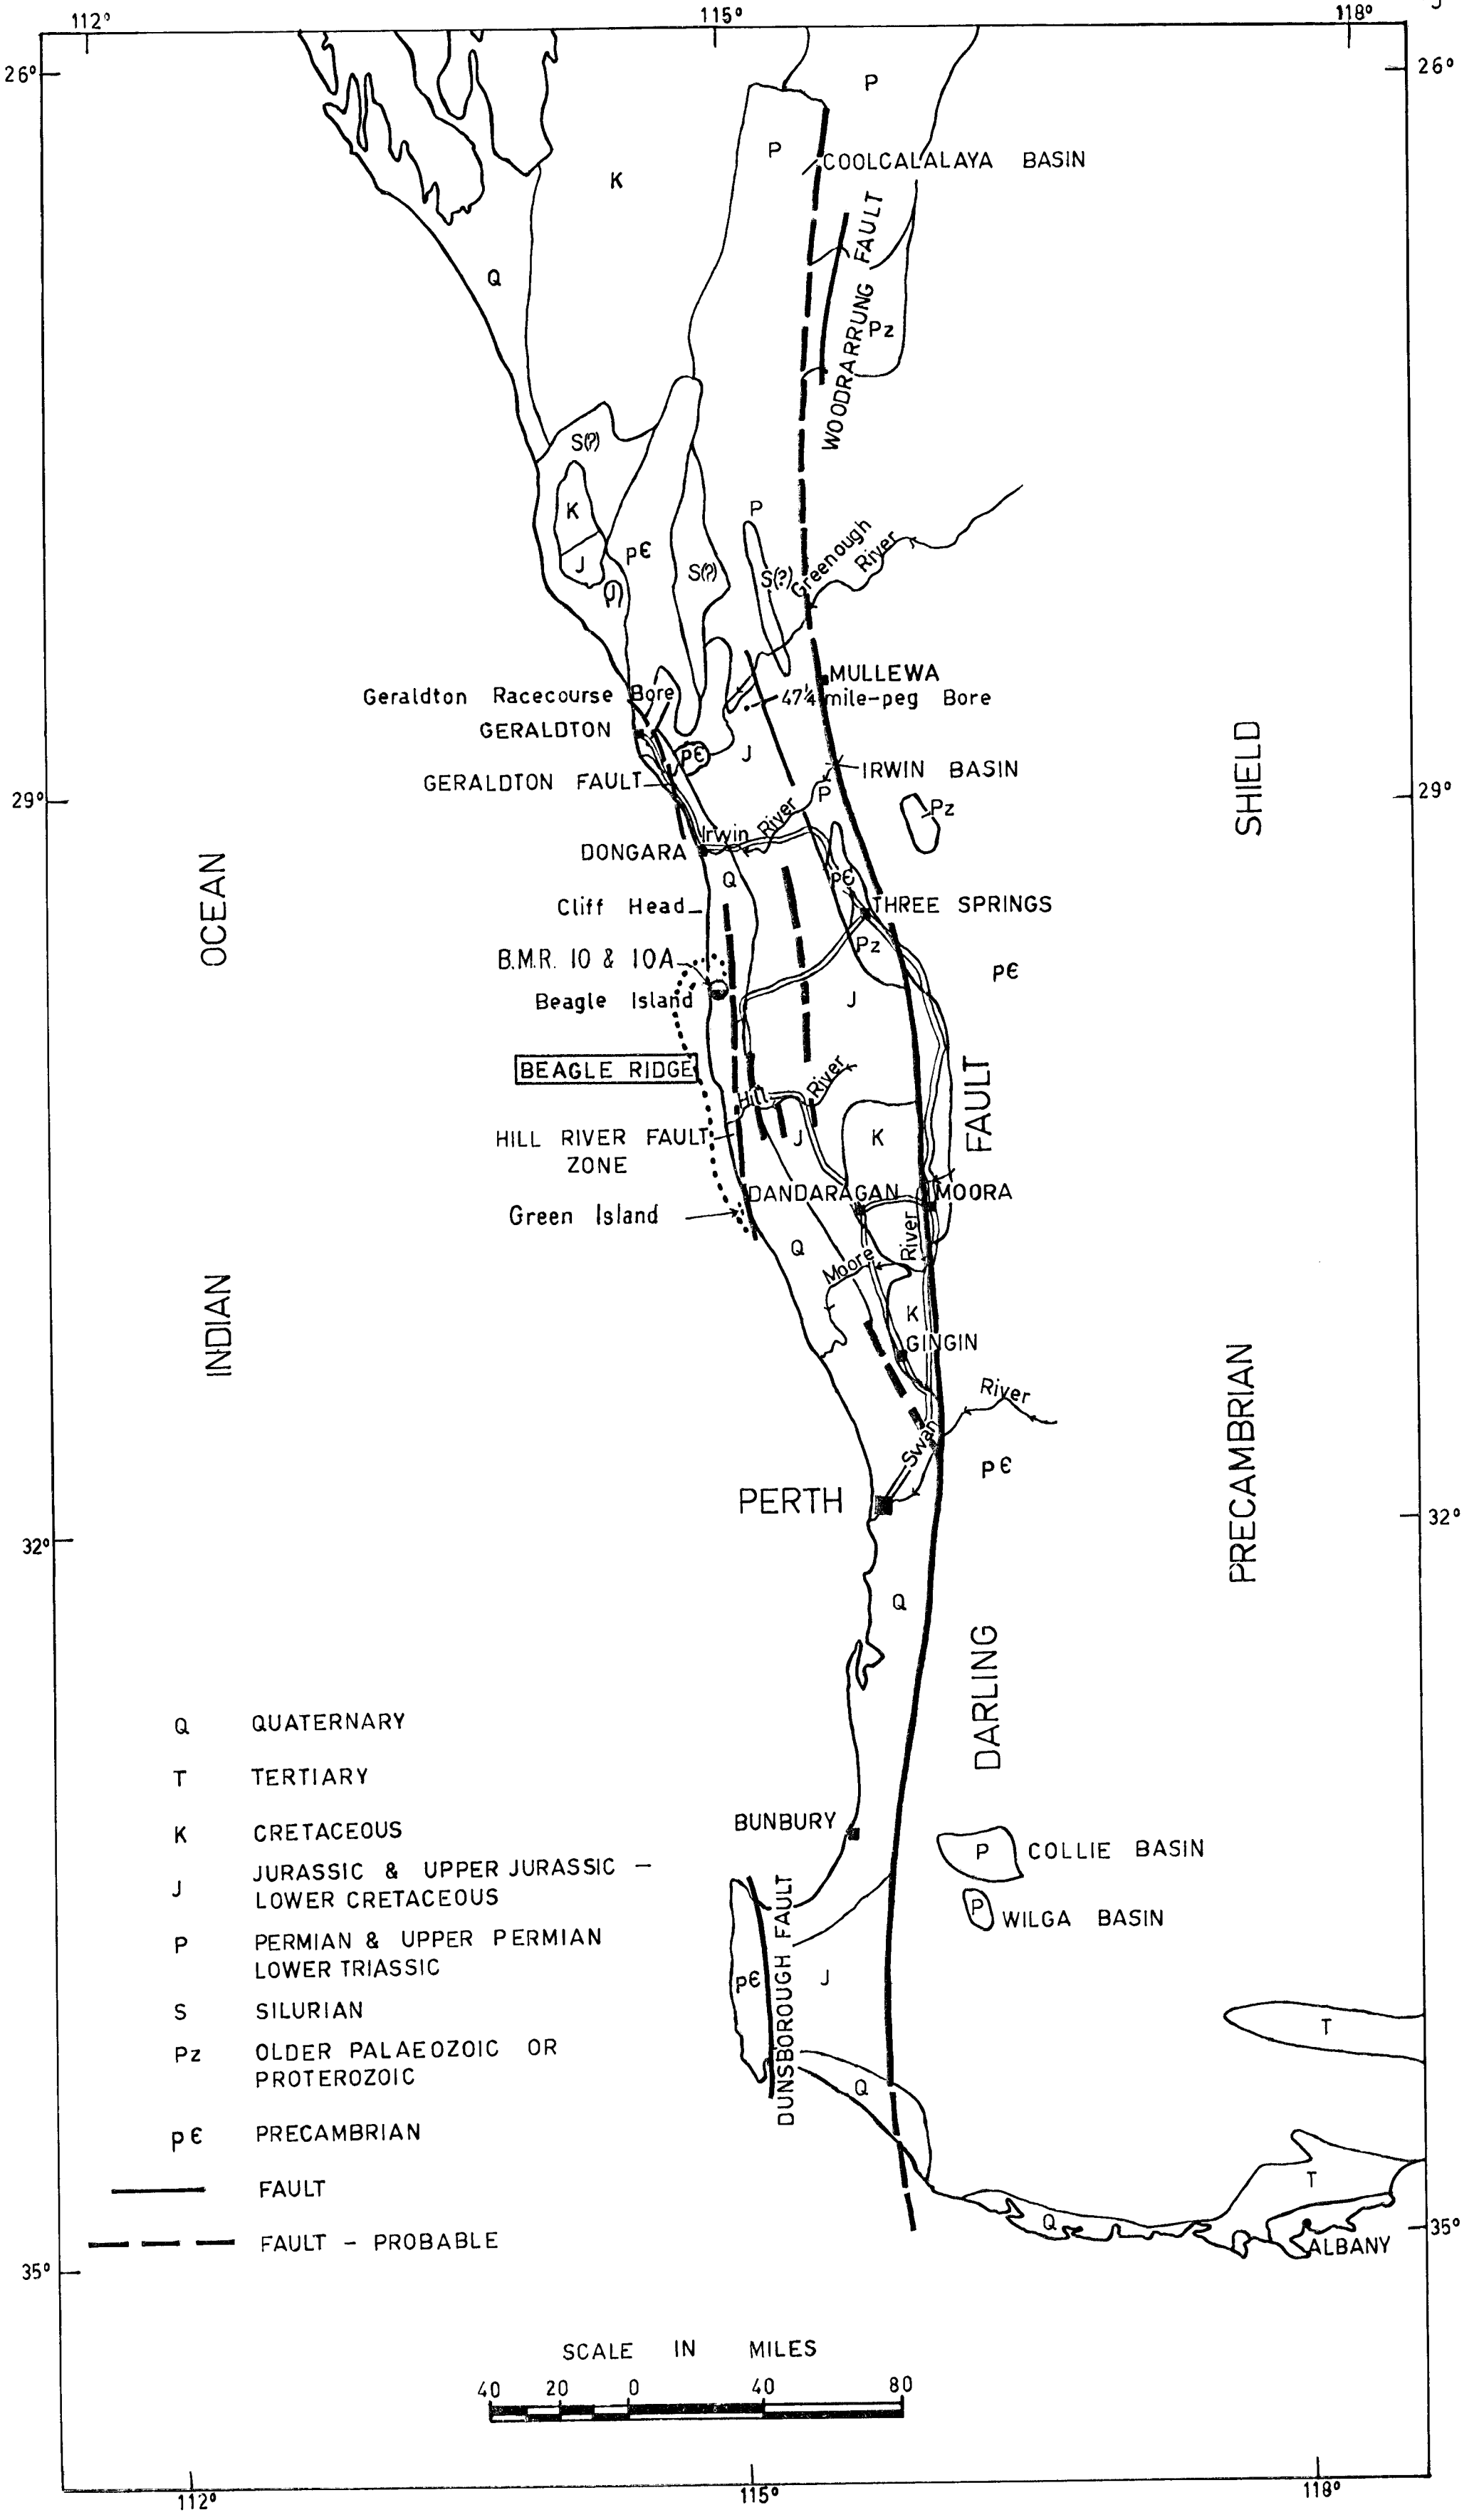 112° 115° 118°
26° 26°
P
P
COOLCALALAYA BASIN
K
WOODRARRUNG FAULT
Q
Pz
S(?)
K
P
J
pЄ
S(?)
S(?)
Greenough
River
(J)
MULLEWA
Geraldton Racecourse Bore
47¼ mile-peg Bore
GERALDTON
pЄ
J
IRWIN BASIN
GERALDTON FAULT
29° 29°
P
Pz
Irwin River
DONGARA
Q
pЄ
Cliff Head
THREE SPRINGS
Pz
B.M.R. 10 & 10A
pЄ
Beagle Island
J
BEAGLE RIDGE
Hill River
HILL RIVER FAULT
ZONE
J
K
DANDARAGAN
MOORA
Green Island
Q
Moore River
K
GINGIN
River
Swan
pЄ
PERTH
INDIAN OCEAN
PRECAMBRIAN SHIELD
DARLING FAULT
32° 32°
Q
BUNBURY
P
COLLIE BASIN
P
WILGA BASIN
DUNSBOROUGH FAULT
pЄ
J
T
Q
T
Q
ALBANY
35° 35°
Q QUATERNARY
T TERTIARY
K CRETACEOUS
J JURASSIC & UPPER JURASSIC –
LOWER CRETACEOUS
P PERMIAN & UPPER PERMIAN
LOWER TRIASSIC
S SILURIAN
Pz OLDER PALAEOZOIC OR
PROTEROZOIC
pЄ PRECAMBRIAN
FAULT
FAULT – PROBABLE
SCALE IN MILES
40 20 0 40 80
112° 115° 118°